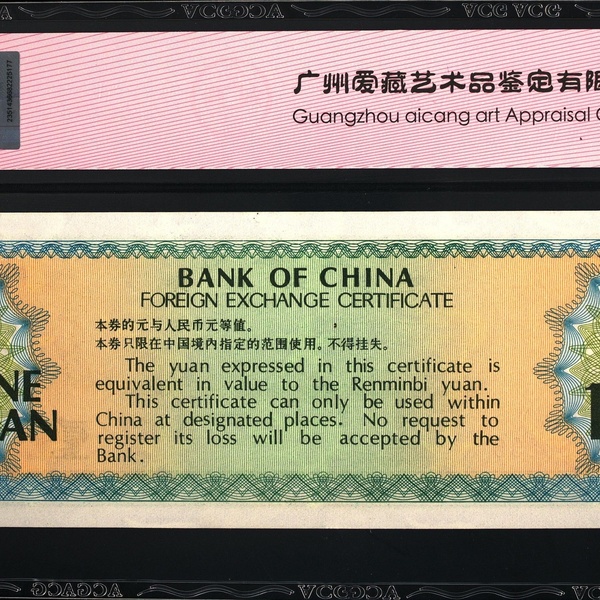 广州爱藏艺术品鉴定有限
Guangzhou aicang art Appraisal C
BANK OF CHINA
FOREIGN EXCHANGE CERTIFICATE
本券的元与人民币元等值。
本券只限在中国境内指定的范围使用。不得挂失。
The yuan expressed in this certificate is
equivalent in value to the Renminbi yuan.
This certificate can only be used within
China at designated places. No request to
register its loss will be accepted by the
Bank.
NE
AN
1